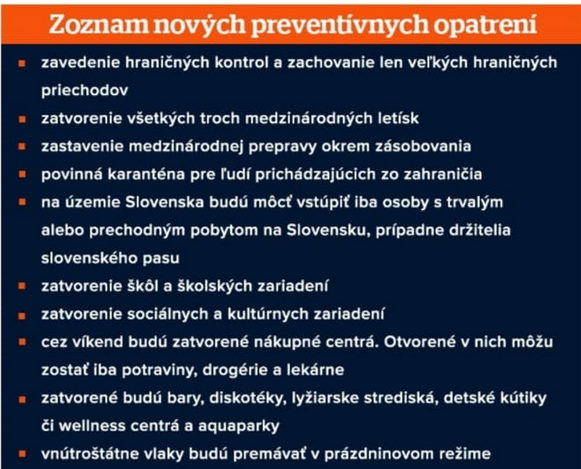 Zoznam nových preventívnych opatrení
zavedenie hraničných kontrol a zachovanie len veľkých hraničných
priechodov
zatvorenie všetkých troch medzinárodných letísk
zastavenie medzinárodnej prepravy okrem zásobovania
povinná karanténa pre ľudí prichádzajúcich zo zahraničia
na územie Slovenska budú môcť vstúpiť iba osoby s trvalým
alebo prechodným pobytom na Slovensku, prípadne držitelia
slovenského pasu
zatvorenie škôl a školských zariadení
zatvorenie sociálnych a kultúrnych zariadení
cez víkend budú zatvorené nákupné centrá. Otvorené v nich môžu
zostať iba potraviny, drogérie a lekárne
zatvorené budú bary, diskotéky, lyžiarske strediská, detské kútiky
či wellness centrá a aquaparky
vnútroštátne vlaky budú premávať v prázdninovom režime